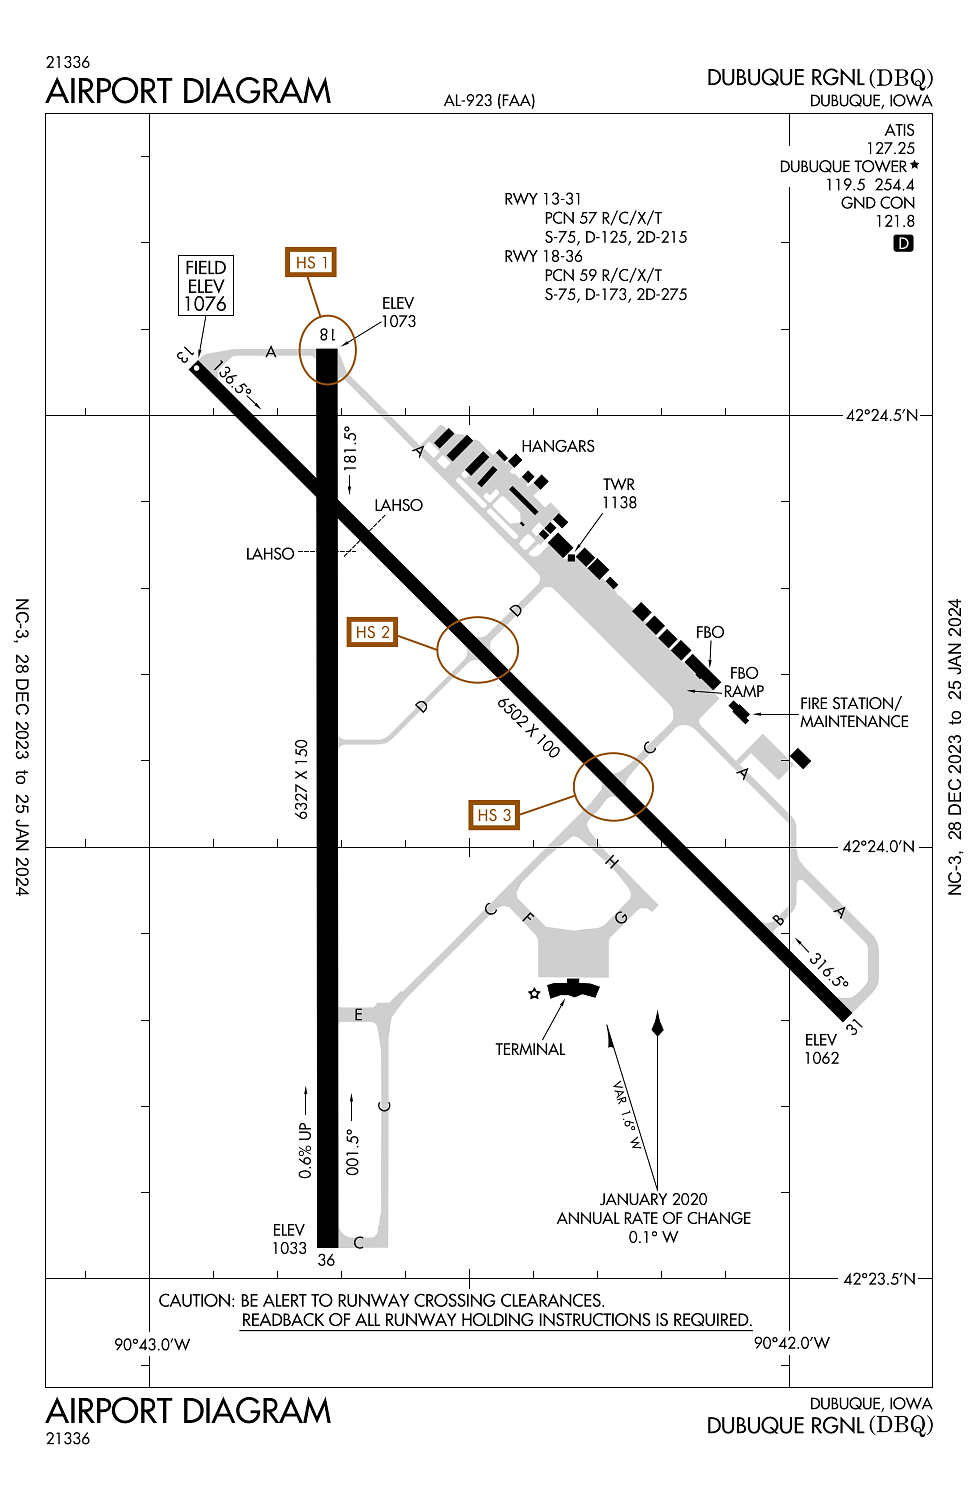 21336
AIRPORT DIAGRAM
AL-923 (FAA)
DUBUQUE RGNL (DBQ)
DUBUQUE, IOWA
ATIS
127.25
DUBUQUE TOWER★
119.5 254.4
GND CON
121.8
D
RWY 13-31
PCN 57 R/C/X/T
S-75, D-125, 2D-215
RWY 18-36
PCN 59 R/C/X/T
S-75, D-173, 2D-275
HS 1
FIELD
ELEV
1076
ELEV
1073
18
13
A
136.5°
42°24.5'N
181.5°
A
HANGARS
TWR
1138
LAHSO
LAHSO
D
HS 2
FBO
FBO
RAMP
D
6502 X 100
FIRE STATION/
MAINTENANCE
C
A
6327 X 150
HS 3
42°24.0'N
H
C
F
G
B
A
316.5°
E
TERMINAL
31
ELEV
1062
VAR 1.6° W
C
0.6% UP
001.5°
JANUARY 2020
ANNUAL RATE OF CHANGE
0.1° W
ELEV
1033
C
36
42°23.5'N
CAUTION: BE ALERT TO RUNWAY CROSSING CLEARANCES.
READBACK OF ALL RUNWAY HOLDING INSTRUCTIONS IS REQUIRED.
90°43.0'W
90°42.0'W
NC-3, 28 DEC 2023 to 25 JAN 2024
NC-3, 28 DEC 2023 to 25 JAN 2024
AIRPORT DIAGRAM
21336
DUBUQUE, IOWA
DUBUQUE RGNL (DBQ)